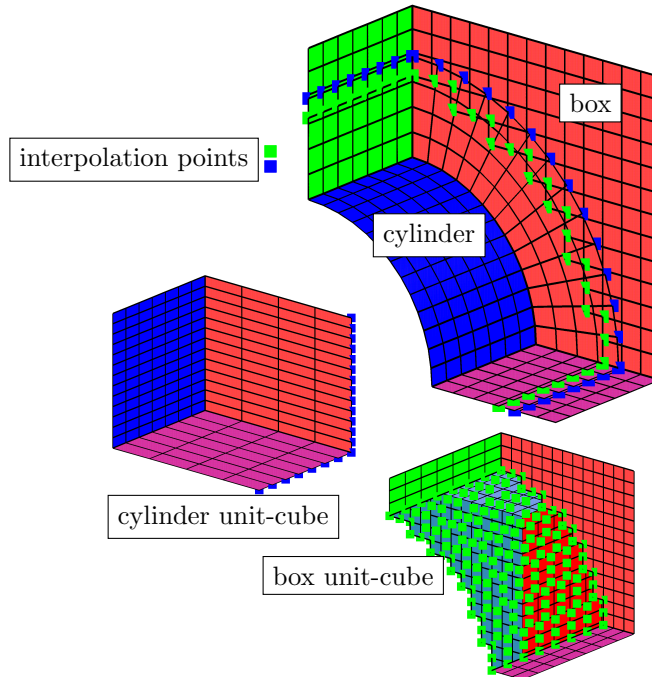 box
interpolation points
cylinder
cylinder unit-cube
box unit-cube